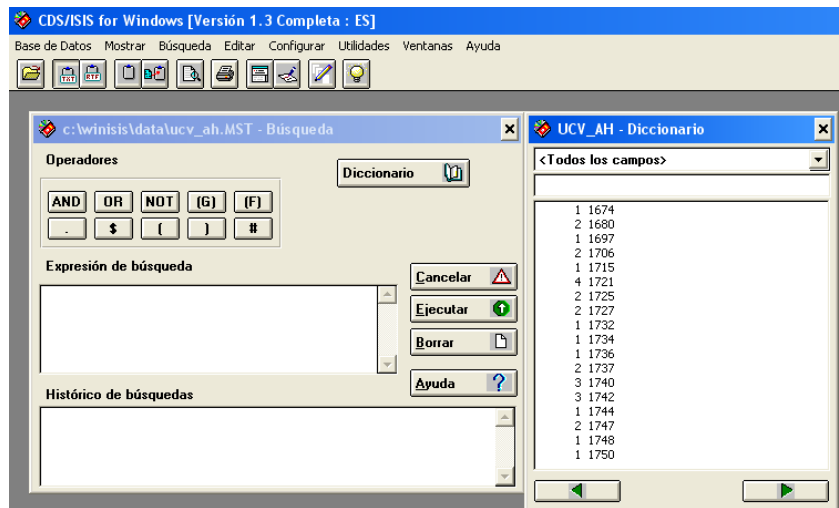 CDS/ISIS for Windows [Versión 1.3 Completa : ES]
Base de Datos Mostrar Búsqueda Editar Configurar Utilidades Ventanas Ayuda
TXT RTF
c:\winisis\data\ucv_ah.MST - Búsqueda
Operadores
Diccionario
AND OR NOT (G) (F)
. $ ( ) #
Expresión de búsqueda
Cancelar
Ejecutar
Borrar
Ayuda ?
Histórico de búsquedas
UCV_AH - Diccionario
<Todos los campos>
1 1674
2 1680
1 1697
2 1706
1 1715
4 1721
2 1725
2 1727
1 1732
1 1734
1 1736
2 1737
3 1740
3 1742
1 1744
2 1747
1 1748
1 1750